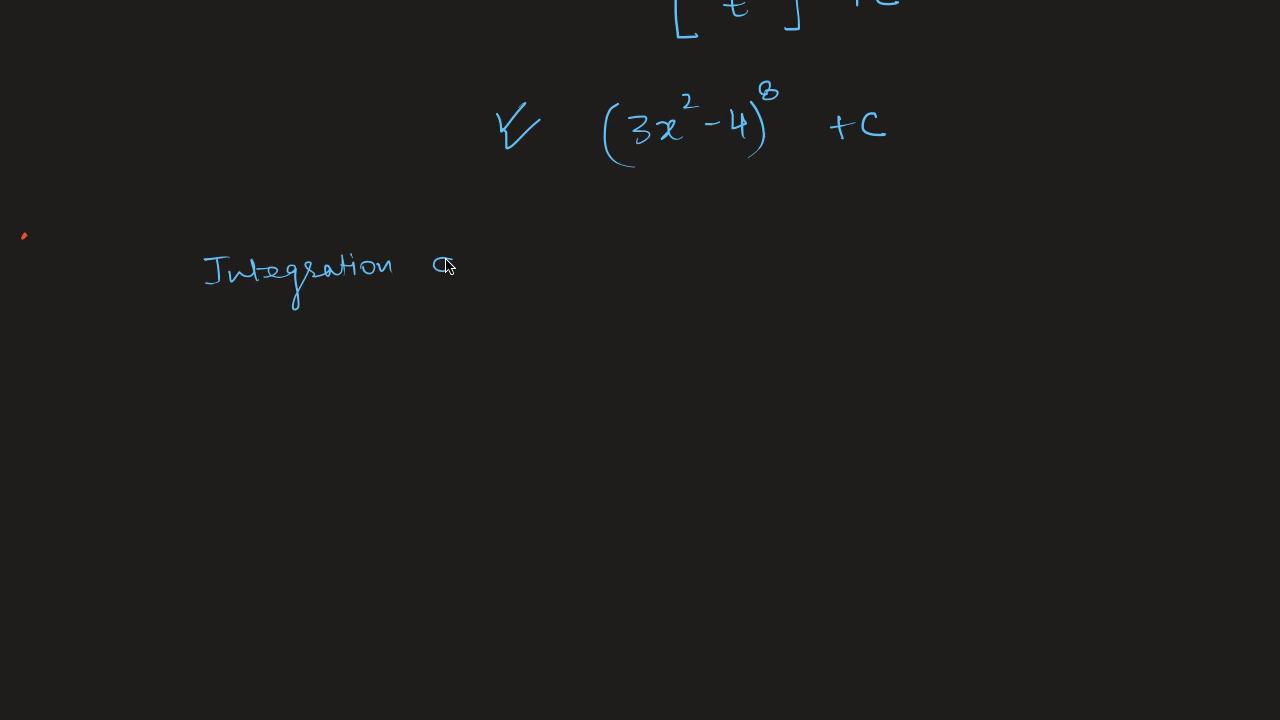 [ t ] + C
(3x² - 4)⁸ + C
Integration